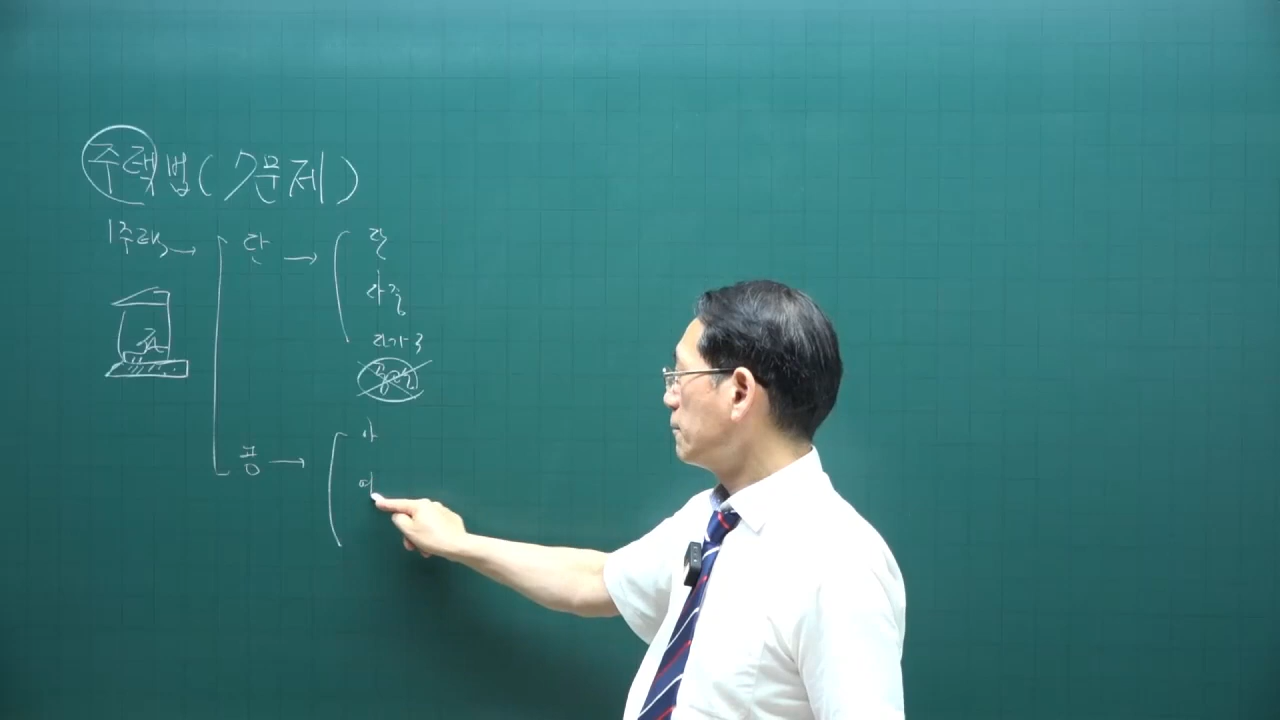 주택법(7문제)
1주택→
단 →
단
다중
다가구
공관
공 →
아
연